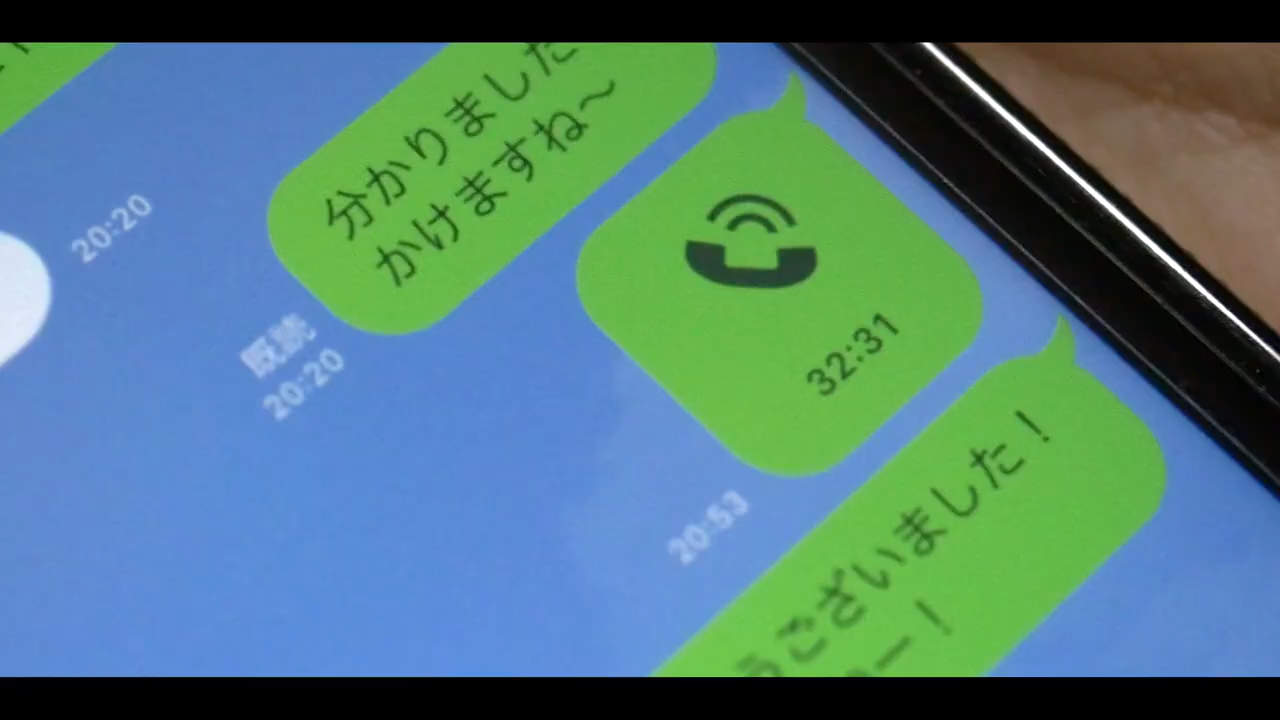 20:20
分かりました
かけますね〜
既読
20:20
32:31
20:53
うございました！
ー！